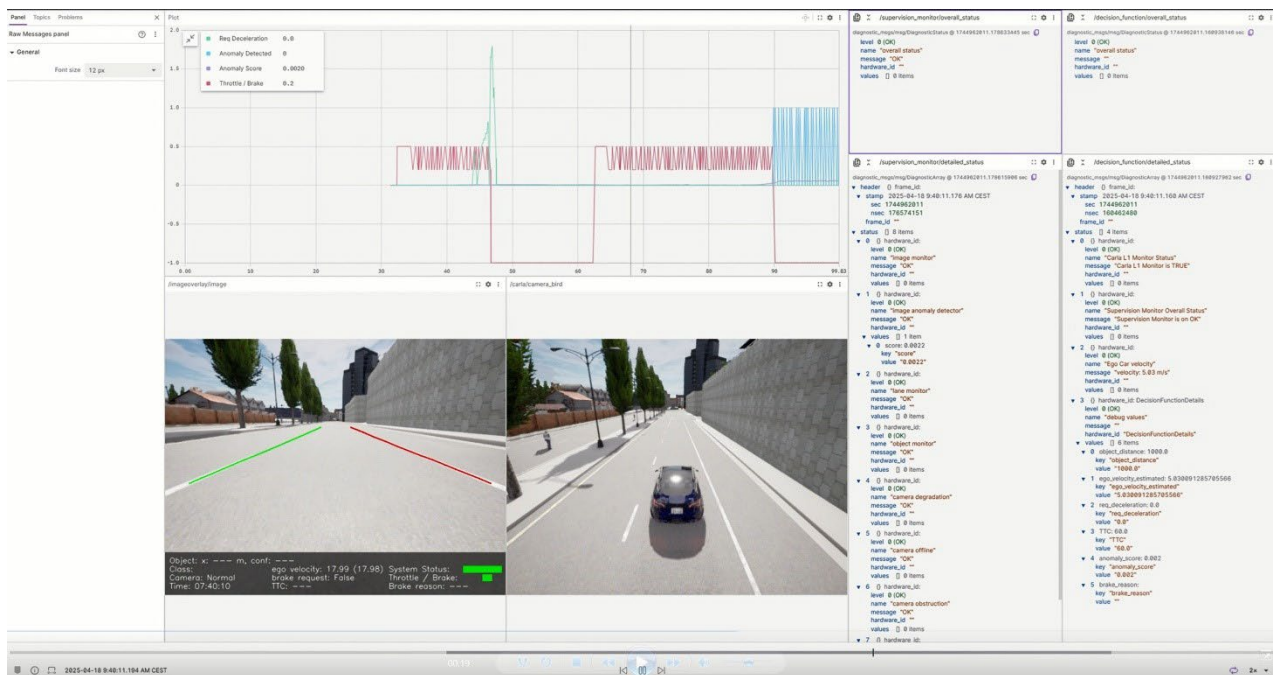 Panel Topics Problems
Raw Messages panel
General
Font size 12 px
Plot
Req Deceleration 0.0
Anomaly Detected 0
Anomaly Score 0.0020
Throttle / Brake 0.2
2.0
1.5
1.0
0.5
0
-0.5
-1.0
0.00 10 20 30 40 50 60 70 80 90 99.03
/imageoverlay/image
Object: x: --- m, conf: ---
Class: ego velocity: 17.99 (17.98) System Status:
Camera: Normal brake request: False Throttle / Brake:
Time: 07:40:10 TTC: --- Brake reason: ---
/carla/camera_bird
/supervision_monitor/overall_status
diagnostic_msgs/msg/DiagnosticStatus @ 1744962011.178633445 sec
level 0 (OK)
name "overall status"
message "OK"
hardware_id ""
values [] 0 items
/decision_function/overall_status
level 0 (OK)
name "overall status"
message "OK"
hardware_id ""
values [] 0 items
/supervision_monitor/detailed_status
header {} frame_id:
stamp 2025-04-18 9:40:11.176 AM CEST
sec 1744962011
nsec 176574151
frame_id ""
status [] 8 items
0 {} hardware_id:
level 0 (OK)
name "image monitor"
message "OK"
hardware_id ""
values [] 0 items
1 {} hardware_id:
level 0 (OK)
name "image anomaly detector"
message "OK"
hardware_id ""
values [] 1 item
0 score: 0.0022
key "score"
value "0.0022"
2 {} hardware_id:
level 0 (OK)
name "lane monitor"
message "OK"
hardware_id ""
values [] 0 items
3 {} hardware_id:
level 0 (OK)
name "object monitor"
message "OK"
hardware_id ""
values [] 0 items
4 {} hardware_id:
level 0 (OK)
name "camera degradation"
message "OK"
hardware_id ""
values [] 0 items
5 {} hardware_id:
level 0 (OK)
name "camera offline"
message "OK"
hardware_id ""
values [] 0 items
6 {} hardware_id:
level 0 (OK)
name "camera obstruction"
message "OK"
hardware_id ""
values [] 0 items
7 {} hardware_id:
/decision_function/detailed_status
header {} frame_id:
stamp 2025-04-18 9:40:11.160 AM CEST
sec 1744962011
nsec 160462480
frame_id ""
status [] 4 items
0 {} hardware_id:
level 0 (OK)
name "Carla L1 Monitor Status"
message "Carla L1 Monitor is TRUE"
hardware_id ""
values [] 0 items
1 {} hardware_id:
level 0 (OK)
name "Supervision Monitor Overall Status"
message "Supervision Monitor is on OK"
hardware_id ""
values [] 0 items
2 {} hardware_id:
level 0 (OK)
name "Ego Car velocity"
message "velocity: 5.03 m/s"
hardware_id ""
values [] 0 items
3 {} hardware_id: DecisionFunctionDetails
level 0 (OK)
name "debug values"
message ""
hardware_id "DecisionFunctionDetails"
values [] 6 items
0 object_distance: 1000.0
key "object_distance"
value "1000.0"
1 ego_velocity_estimated: 5.030091285705566
key "ego_velocity_estimated"
value "5.030091285705566"
2 req_deceleration: 0.0
key "req_deceleration"
value "0.0"
3 TTC: 60.0
key "TTC"
value "60.0"
4 anomaly_score: 0.002
key "anomaly_score"
value "0.002"
5 brake_reason:
key "brake_reason"
value ""
00:19
2025-04-18 9:40:11.194 AM CEST
2x